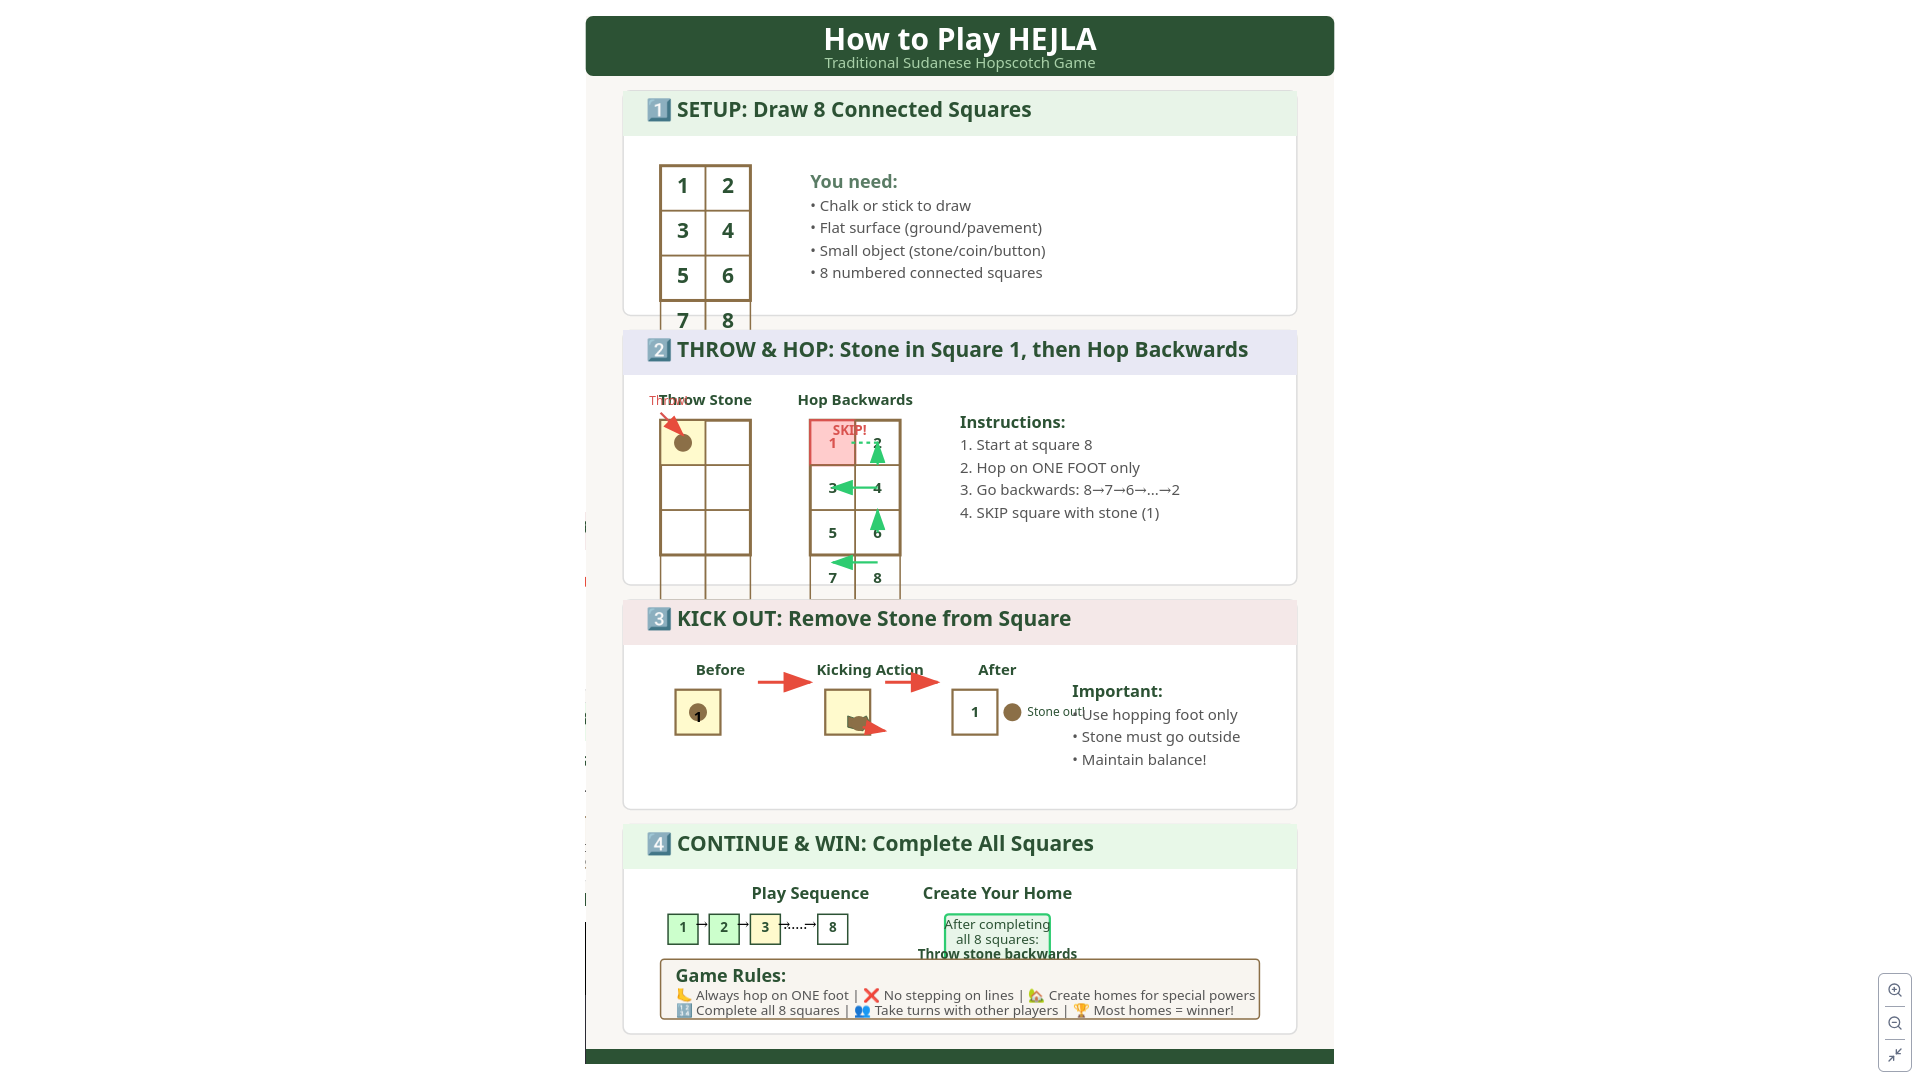 How to Play HEJLA
Traditional Sudanese Hopscotch Game
1 SETUP: Draw 8 Connected Squares
1 2
3 4
5 6
7 8
You need:
• Chalk or stick to draw
• Flat surface (ground/pavement)
• Small object (stone/coin/button)
• 8 numbered connected squares
2 THROW & HOP: Stone in Square 1, then Hop Backwards
Throw Stone
Hop Backwards
SKIP!
1 2
3 4
5 6
7 8
Instructions:
1. Start at square 8
2. Hop on ONE FOOT only
3. Go backwards: 8→7→6→...→2
4. SKIP square with stone (1)
3 KICK OUT: Remove Stone from Square
Before
Kicking Action
After
1
1
Stone out!
Important:
• Use hopping foot only
• Stone must go outside
• Maintain balance!
4 CONTINUE & WIN: Complete All Squares
Play Sequence
1 → 2 → 3 → ...... → 8
Create Your Home
After completing
all 8 squares:
Throw stone backwards
Game Rules:
🦶 Always hop on ONE foot | ❌ No stepping on lines | 🏡 Create homes for special powers
🔢 Complete all 8 squares | 👥 Take turns with other players | 🏆 Most homes = winner!